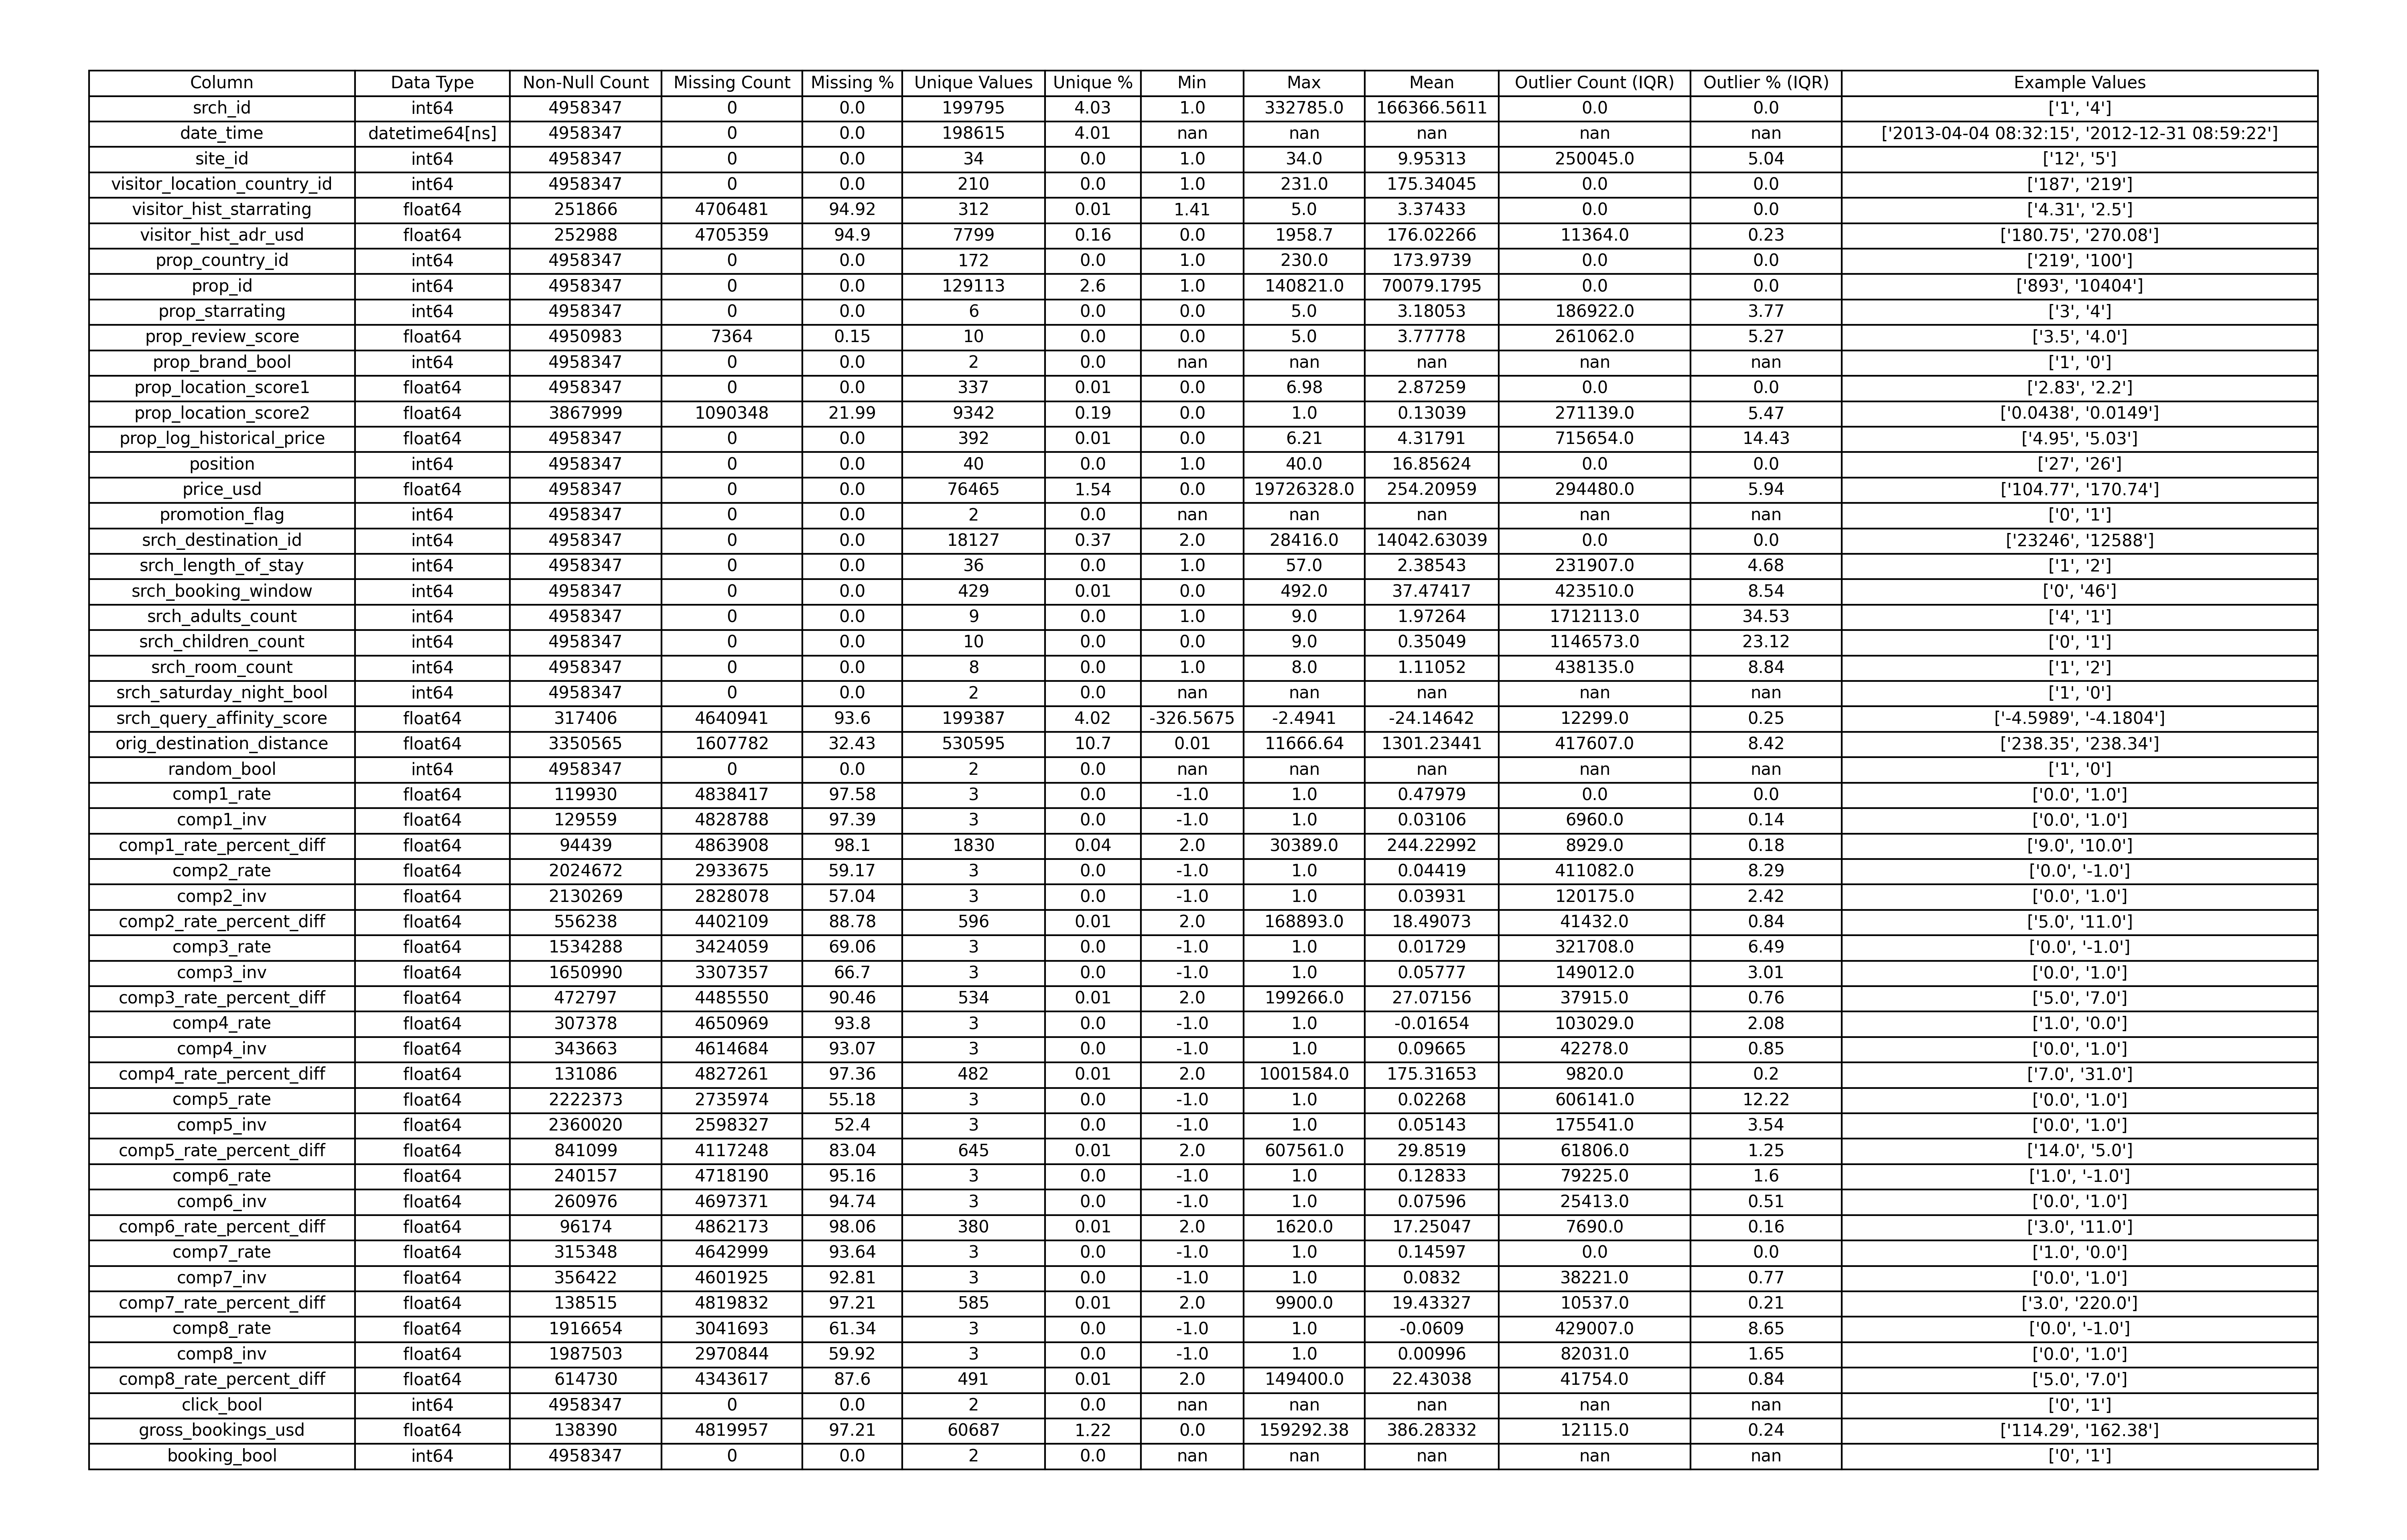 Column Data Type Non-Null Count Missing Count Missing % Unique Values Unique % Min Max Mean Outlier Count (IQR) Outlier % (IQR) Example Values
srch_id int64 4958347 0 0.0 199795 4.03 1.0 332785.0 166366.5611 0.0 0.0 ['1', '4']
date_time datetime64[ns] 4958347 0 0.0 198615 4.01 nan nan nan nan nan ['2013-04-04 08:32:15', '2012-12-31 08:59:22']
site_id int64 4958347 0 0.0 34 0.0 1.0 34.0 9.95313 250045.0 5.04 ['12', '5']
visitor_location_country_id int64 4958347 0 0.0 210 0.0 1.0 231.0 175.34045 0.0 0.0 ['187', '219']
visitor_hist_starrating float64 251866 4706481 94.92 312 0.01 1.41 5.0 3.37433 0.0 0.0 ['4.31', '2.5']
visitor_hist_adr_usd float64 252988 4705359 94.9 7799 0.16 0.0 1958.7 176.02266 11364.0 0.23 ['180.75', '270.08']
prop_country_id int64 4958347 0 0.0 172 0.0 1.0 230.0 173.9739 0.0 0.0 ['219', '100']
prop_id int64 4958347 0 0.0 129113 2.6 1.0 140821.0 70079.1795 0.0 0.0 ['893', '10404']
prop_starrating int64 4958347 0 0.0 6 0.0 0.0 5.0 3.18053 186922.0 3.77 ['3', '4']
prop_review_score float64 4950983 7364 0.15 10 0.0 0.0 5.0 3.77778 261062.0 5.27 ['3.5', '4.0']
prop_brand_bool int64 4958347 0 0.0 2 0.0 nan nan nan nan nan ['1', '0']
prop_location_score1 float64 4958347 0 0.0 337 0.01 0.0 6.98 2.87259 0.0 0.0 ['2.83', '2.2']
prop_location_score2 float64 3867999 1090348 21.99 9342 0.19 0.0 1.0 0.13039 271139.0 5.47 ['0.0438', '0.0149']
prop_log_historical_price float64 4958347 0 0.0 392 0.01 0.0 6.21 4.31791 715654.0 14.43 ['4.95', '5.03']
position int64 4958347 0 0.0 40 0.0 1.0 40.0 16.85624 0.0 0.0 ['27', '26']
price_usd float64 4958347 0 0.0 76465 1.54 0.0 19726328.0 254.20959 294480.0 5.94 ['104.77', '170.74']
promotion_flag int64 4958347 0 0.0 2 0.0 nan nan nan nan nan ['0', '1']
srch_destination_id int64 4958347 0 0.0 18127 0.37 2.0 28416.0 14042.63039 0.0 0.0 ['23246', '12588']
srch_length_of_stay int64 4958347 0 0.0 36 0.0 1.0 57.0 2.38543 231907.0 4.68 ['1', '2']
srch_booking_window int64 4958347 0 0.0 429 0.01 0.0 492.0 37.47417 423510.0 8.54 ['0', '46']
srch_adults_count int64 4958347 0 0.0 9 0.0 1.0 9.0 1.97264 1712113.0 34.53 ['4', '1']
srch_children_count int64 4958347 0 0.0 10 0.0 0.0 9.0 0.35049 1146573.0 23.12 ['0', '1']
srch_room_count int64 4958347 0 0.0 8 0.0 1.0 8.0 1.11052 438135.0 8.84 ['1', '2']
srch_saturday_night_bool int64 4958347 0 0.0 2 0.0 nan nan nan nan nan ['1', '0']
srch_query_affinity_score float64 317406 4640941 93.6 199387 4.02 -326.5675 -2.4941 -24.14642 12299.0 0.25 ['-4.5989', '-4.1804']
orig_destination_distance float64 3350565 1607782 32.43 530595 10.7 0.01 11666.64 1301.23441 417607.0 8.42 ['238.35', '238.34']
random_bool int64 4958347 0 0.0 2 0.0 nan nan nan nan nan ['1', '0']
comp1_rate float64 119930 4838417 97.58 3 0.0 -1.0 1.0 0.47979 0.0 0.0 ['0.0', '1.0']
comp1_inv float64 129559 4828788 97.39 3 0.0 -1.0 1.0 0.03106 6960.0 0.14 ['0.0', '1.0']
comp1_rate_percent_diff float64 94439 4863908 98.1 1830 0.04 2.0 30389.0 244.22992 8929.0 0.18 ['9.0', '10.0']
comp2_rate float64 2024672 2933675 59.17 3 0.0 -1.0 1.0 0.04419 411082.0 8.29 ['0.0', '-1.0']
comp2_inv float64 2130269 2828078 57.04 3 0.0 -1.0 1.0 0.03931 120175.0 2.42 ['0.0', '1.0']
comp2_rate_percent_diff float64 556238 4402109 88.78 596 0.01 2.0 168893.0 18.49073 41432.0 0.84 ['5.0', '11.0']
comp3_rate float64 1534288 3424059 69.06 3 0.0 -1.0 1.0 0.01729 321708.0 6.49 ['0.0', '-1.0']
comp3_inv float64 1650990 3307357 66.7 3 0.0 -1.0 1.0 0.05777 149012.0 3.01 ['0.0', '1.0']
comp3_rate_percent_diff float64 472797 4485550 90.46 534 0.01 2.0 199266.0 27.07156 37915.0 0.76 ['5.0', '7.0']
comp4_rate float64 307378 4650969 93.8 3 0.0 -1.0 1.0 -0.01654 103029.0 2.08 ['1.0', '0.0']
comp4_inv float64 343663 4614684 93.07 3 0.0 -1.0 1.0 0.09665 42278.0 0.85 ['0.0', '1.0']
comp4_rate_percent_diff float64 131086 4827261 97.36 482 0.01 2.0 1001584.0 175.31653 9820.0 0.2 ['7.0', '31.0']
comp5_rate float64 2222373 2735974 55.18 3 0.0 -1.0 1.0 0.02268 606141.0 12.22 ['0.0', '1.0']
comp5_inv float64 2360020 2598327 52.4 3 0.0 -1.0 1.0 0.05143 175541.0 3.54 ['0.0', '1.0']
comp5_rate_percent_diff float64 841099 4117248 83.04 645 0.01 2.0 607561.0 29.8519 61806.0 1.25 ['14.0', '5.0']
comp6_rate float64 240157 4718190 95.16 3 0.0 -1.0 1.0 0.12833 79225.0 1.6 ['1.0', '-1.0']
comp6_inv float64 260976 4697371 94.74 3 0.0 -1.0 1.0 0.07596 25413.0 0.51 ['0.0', '1.0']
comp6_rate_percent_diff float64 96174 4862173 98.06 380 0.01 2.0 1620.0 17.25047 7690.0 0.16 ['3.0', '11.0']
comp7_rate float64 315348 4642999 93.64 3 0.0 -1.0 1.0 0.14597 0.0 0.0 ['1.0', '0.0']
comp7_inv float64 356422 4601925 92.81 3 0.0 -1.0 1.0 0.0832 38221.0 0.77 ['0.0', '1.0']
comp7_rate_percent_diff float64 138515 4819832 97.21 585 0.01 2.0 9900.0 19.43327 10537.0 0.21 ['3.0', '220.0']
comp8_rate float64 1916654 3041693 61.34 3 0.0 -1.0 1.0 -0.0609 429007.0 8.65 ['0.0', '-1.0']
comp8_inv float64 1987503 2970844 59.92 3 0.0 -1.0 1.0 0.00996 82031.0 1.65 ['0.0', '1.0']
comp8_rate_percent_diff float64 614730 4343617 87.6 491 0.01 2.0 149400.0 22.43038 41754.0 0.84 ['5.0', '7.0']
click_bool int64 4958347 0 0.0 2 0.0 nan nan nan nan nan ['0', '1']
gross_bookings_usd float64 138390 4819957 97.21 60687 1.22 0.0 159292.38 386.28332 12115.0 0.24 ['114.29', '162.38']
booking_bool int64 4958347 0 0.0 2 0.0 nan nan nan nan nan ['0', '1']